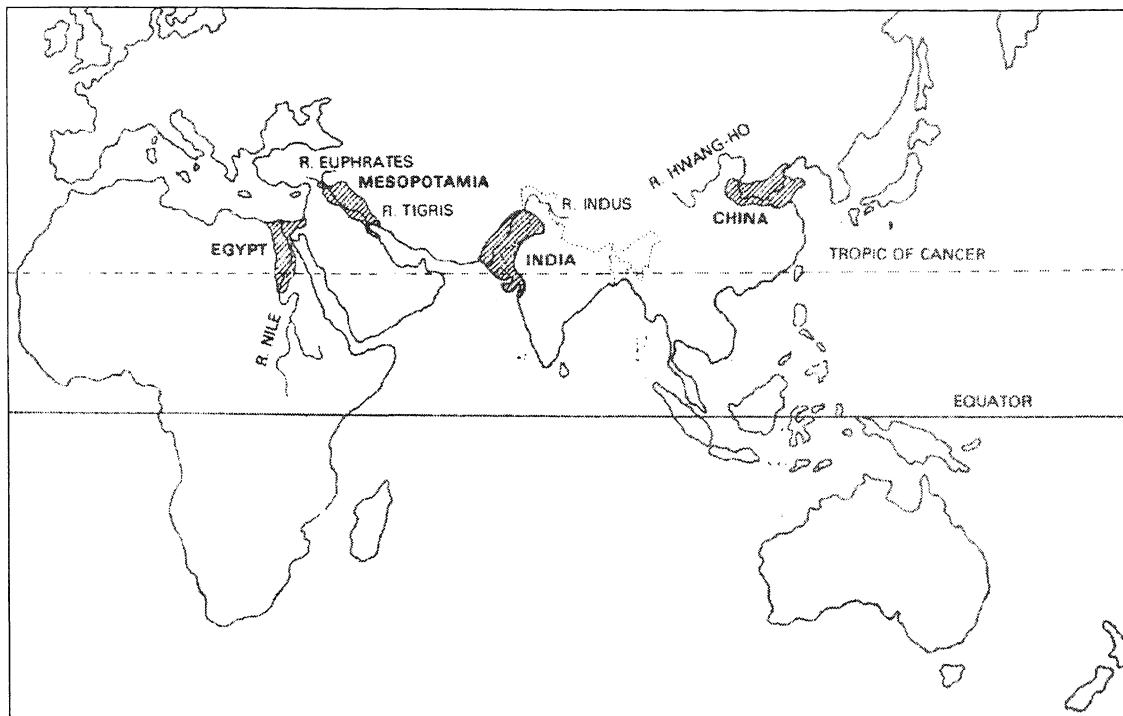 R. EUPHRATES
MESOPOTAMIA
R. TIGRIS
R. HWANG-HO
R. INDUS
CHINA
EGYPT
INDIA
TROPIC OF CANCER
R. NILE
EQUATOR